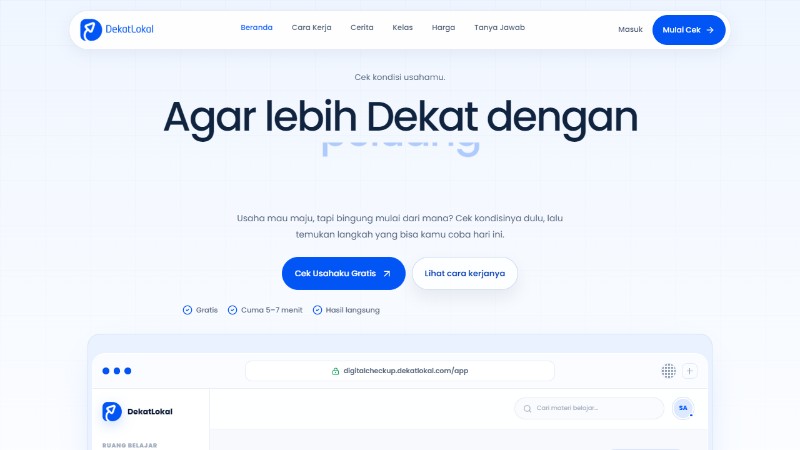 DekatLokal
Beranda Cara Kerja Cerita Kelas Harga Tanya Jawab
Masuk Mulai Cek
Cek kondisi usahamu.
Agar lebih Dekat dengan
peluang
Usaha mau maju, tapi bingung mulai dari mana? Cek kondisinya dulu, lalu
temukan langkah yang bisa kamu coba hari ini.
Cek Usahaku Gratis Lihat cara kerjanya
Gratis Cuma 5–7 menit Hasil langsung
digitalcheckup.dekatlokal.com/app
DekatLokal
Cari materi belajar...
SA
RUANG BELAJAR